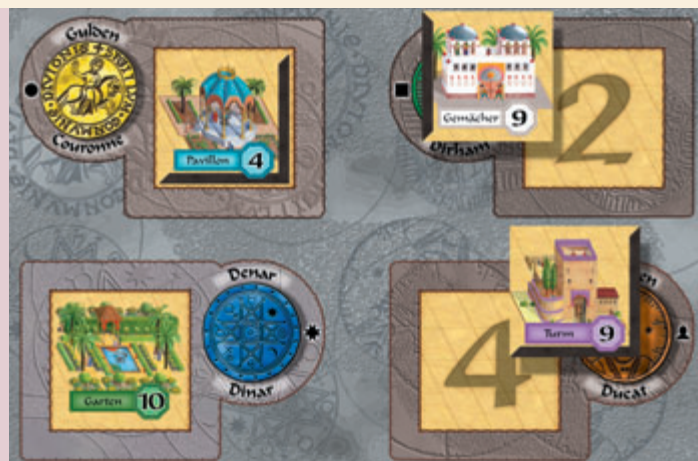 Gulden
Couronne
Pavillon 4
Gemächer 9
Dirham
2
Denar
Dinar
Garten 10
Turm 9
4
Ducat